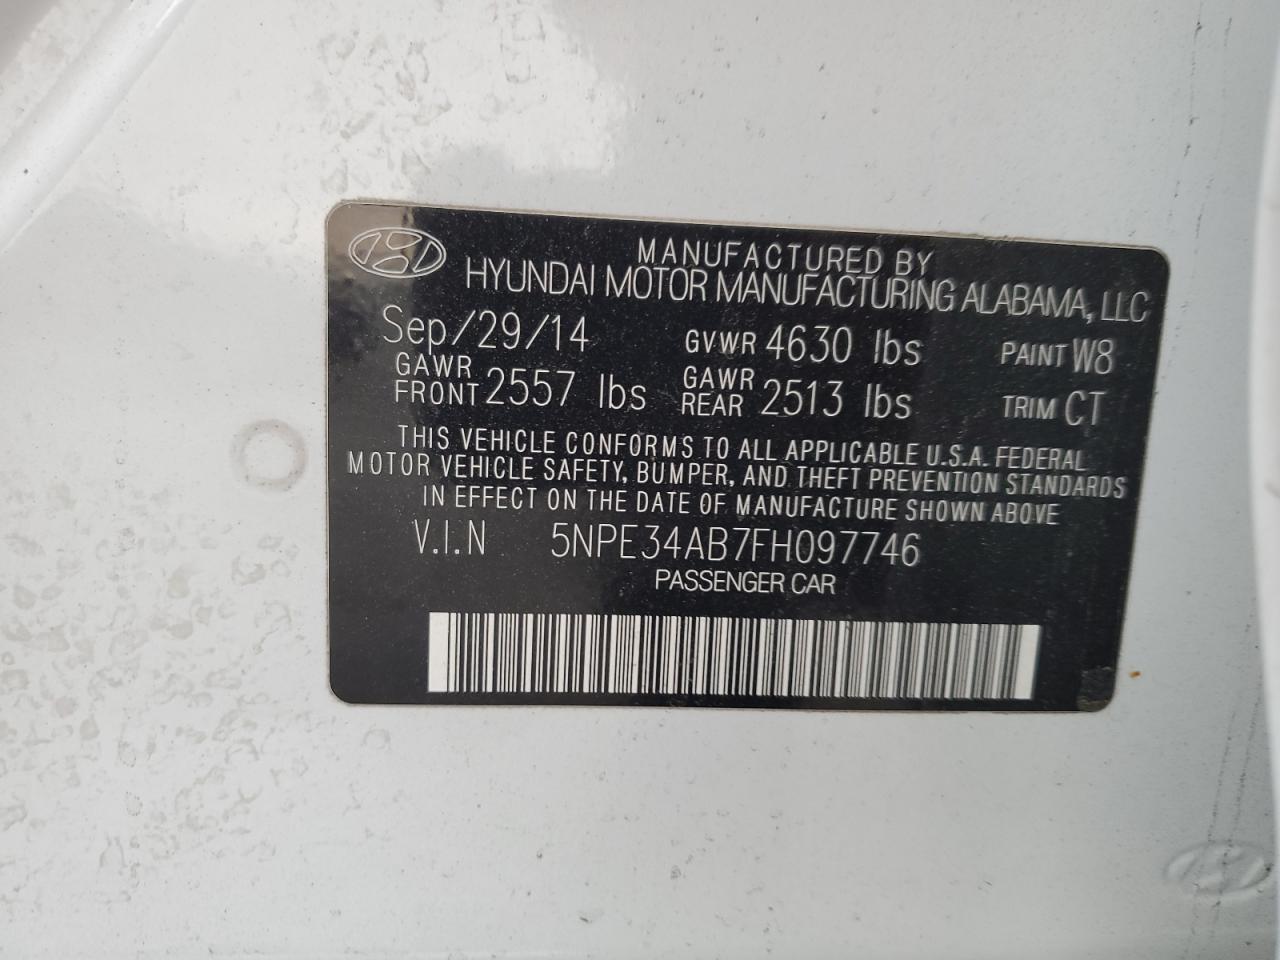 MANUFACTURED BY
HYUNDAI MOTOR MANUFACTURING ALABAMA, LLC
Sep/29/14 GVWR 4630 lbs PAINT W8
GAWR FRONT 2557 lbs GAWR REAR 2513 lbs TRIM CT
THIS VEHICLE CONFORMS TO ALL APPLICABLE U.S.A. FEDERAL
MOTOR VEHICLE SAFETY, BUMPER, AND THEFT PREVENTION STANDARDS
IN EFFECT ON THE DATE OF MANUFACTURE SHOWN ABOVE
V.I.N 5NPE34AB7FH097746
PASSENGER CAR